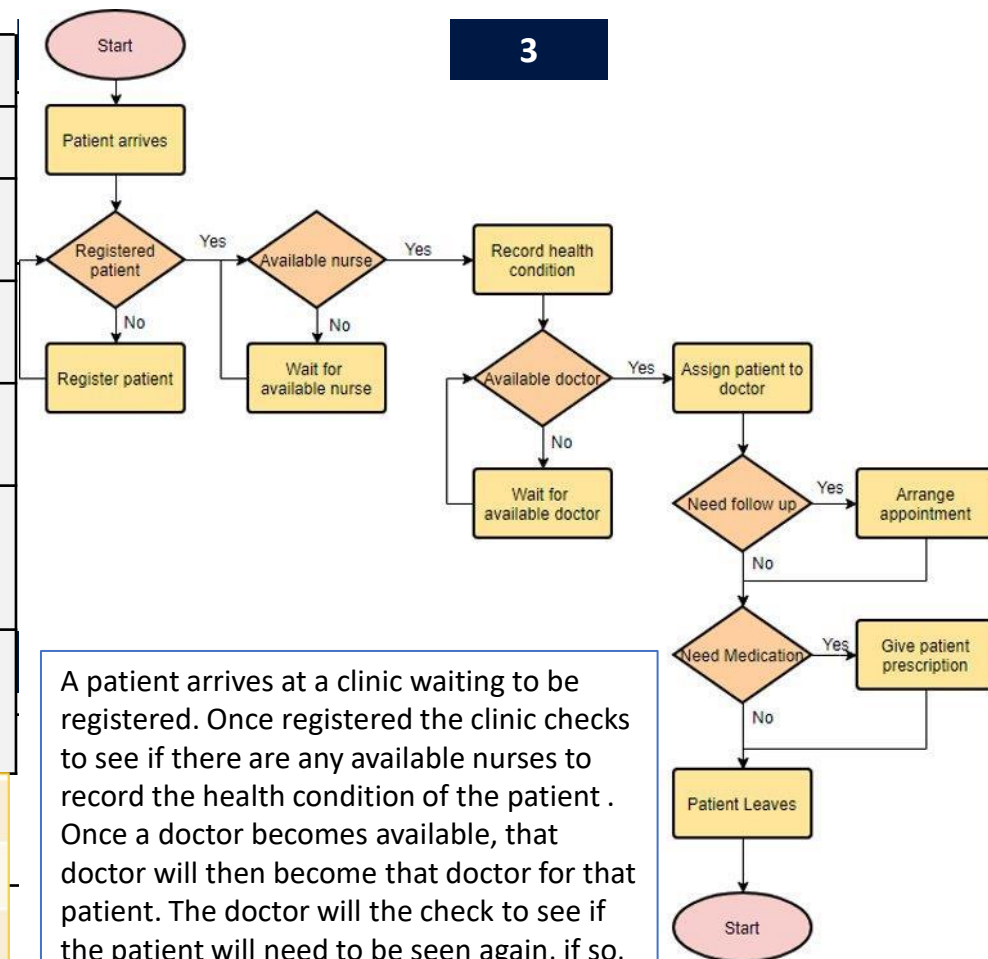 Start
3
Patient arrives
Registered
patient
Yes
Available nurse
Yes
Record health
condition
No
No
Register patient
Wait for
available nurse
Available doctor
Yes
Assign patient to
doctor
No
Wait for
available doctor
Need follow up
Yes
Arrange
appointment
No
Need Medication
Yes
Give patient
prescription
No
Patient Leaves
Start
A patient arrives at a clinic waiting to be
registered. Once registered the clinic checks
to see if there are any available nurses to
record the health condition of the patient .
Once a doctor becomes available, that
doctor will then become that doctor for that
patient. The doctor will the check to see if
the patient will need to be seen again, if so,